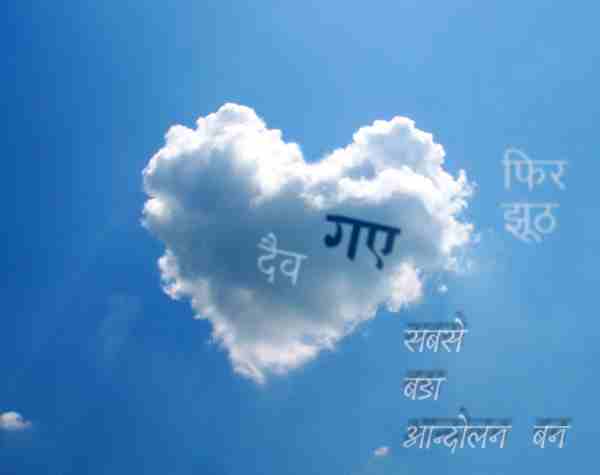 फिर
झूठ
गए
दैव
सबसे
बडा
आन्दोलन बन